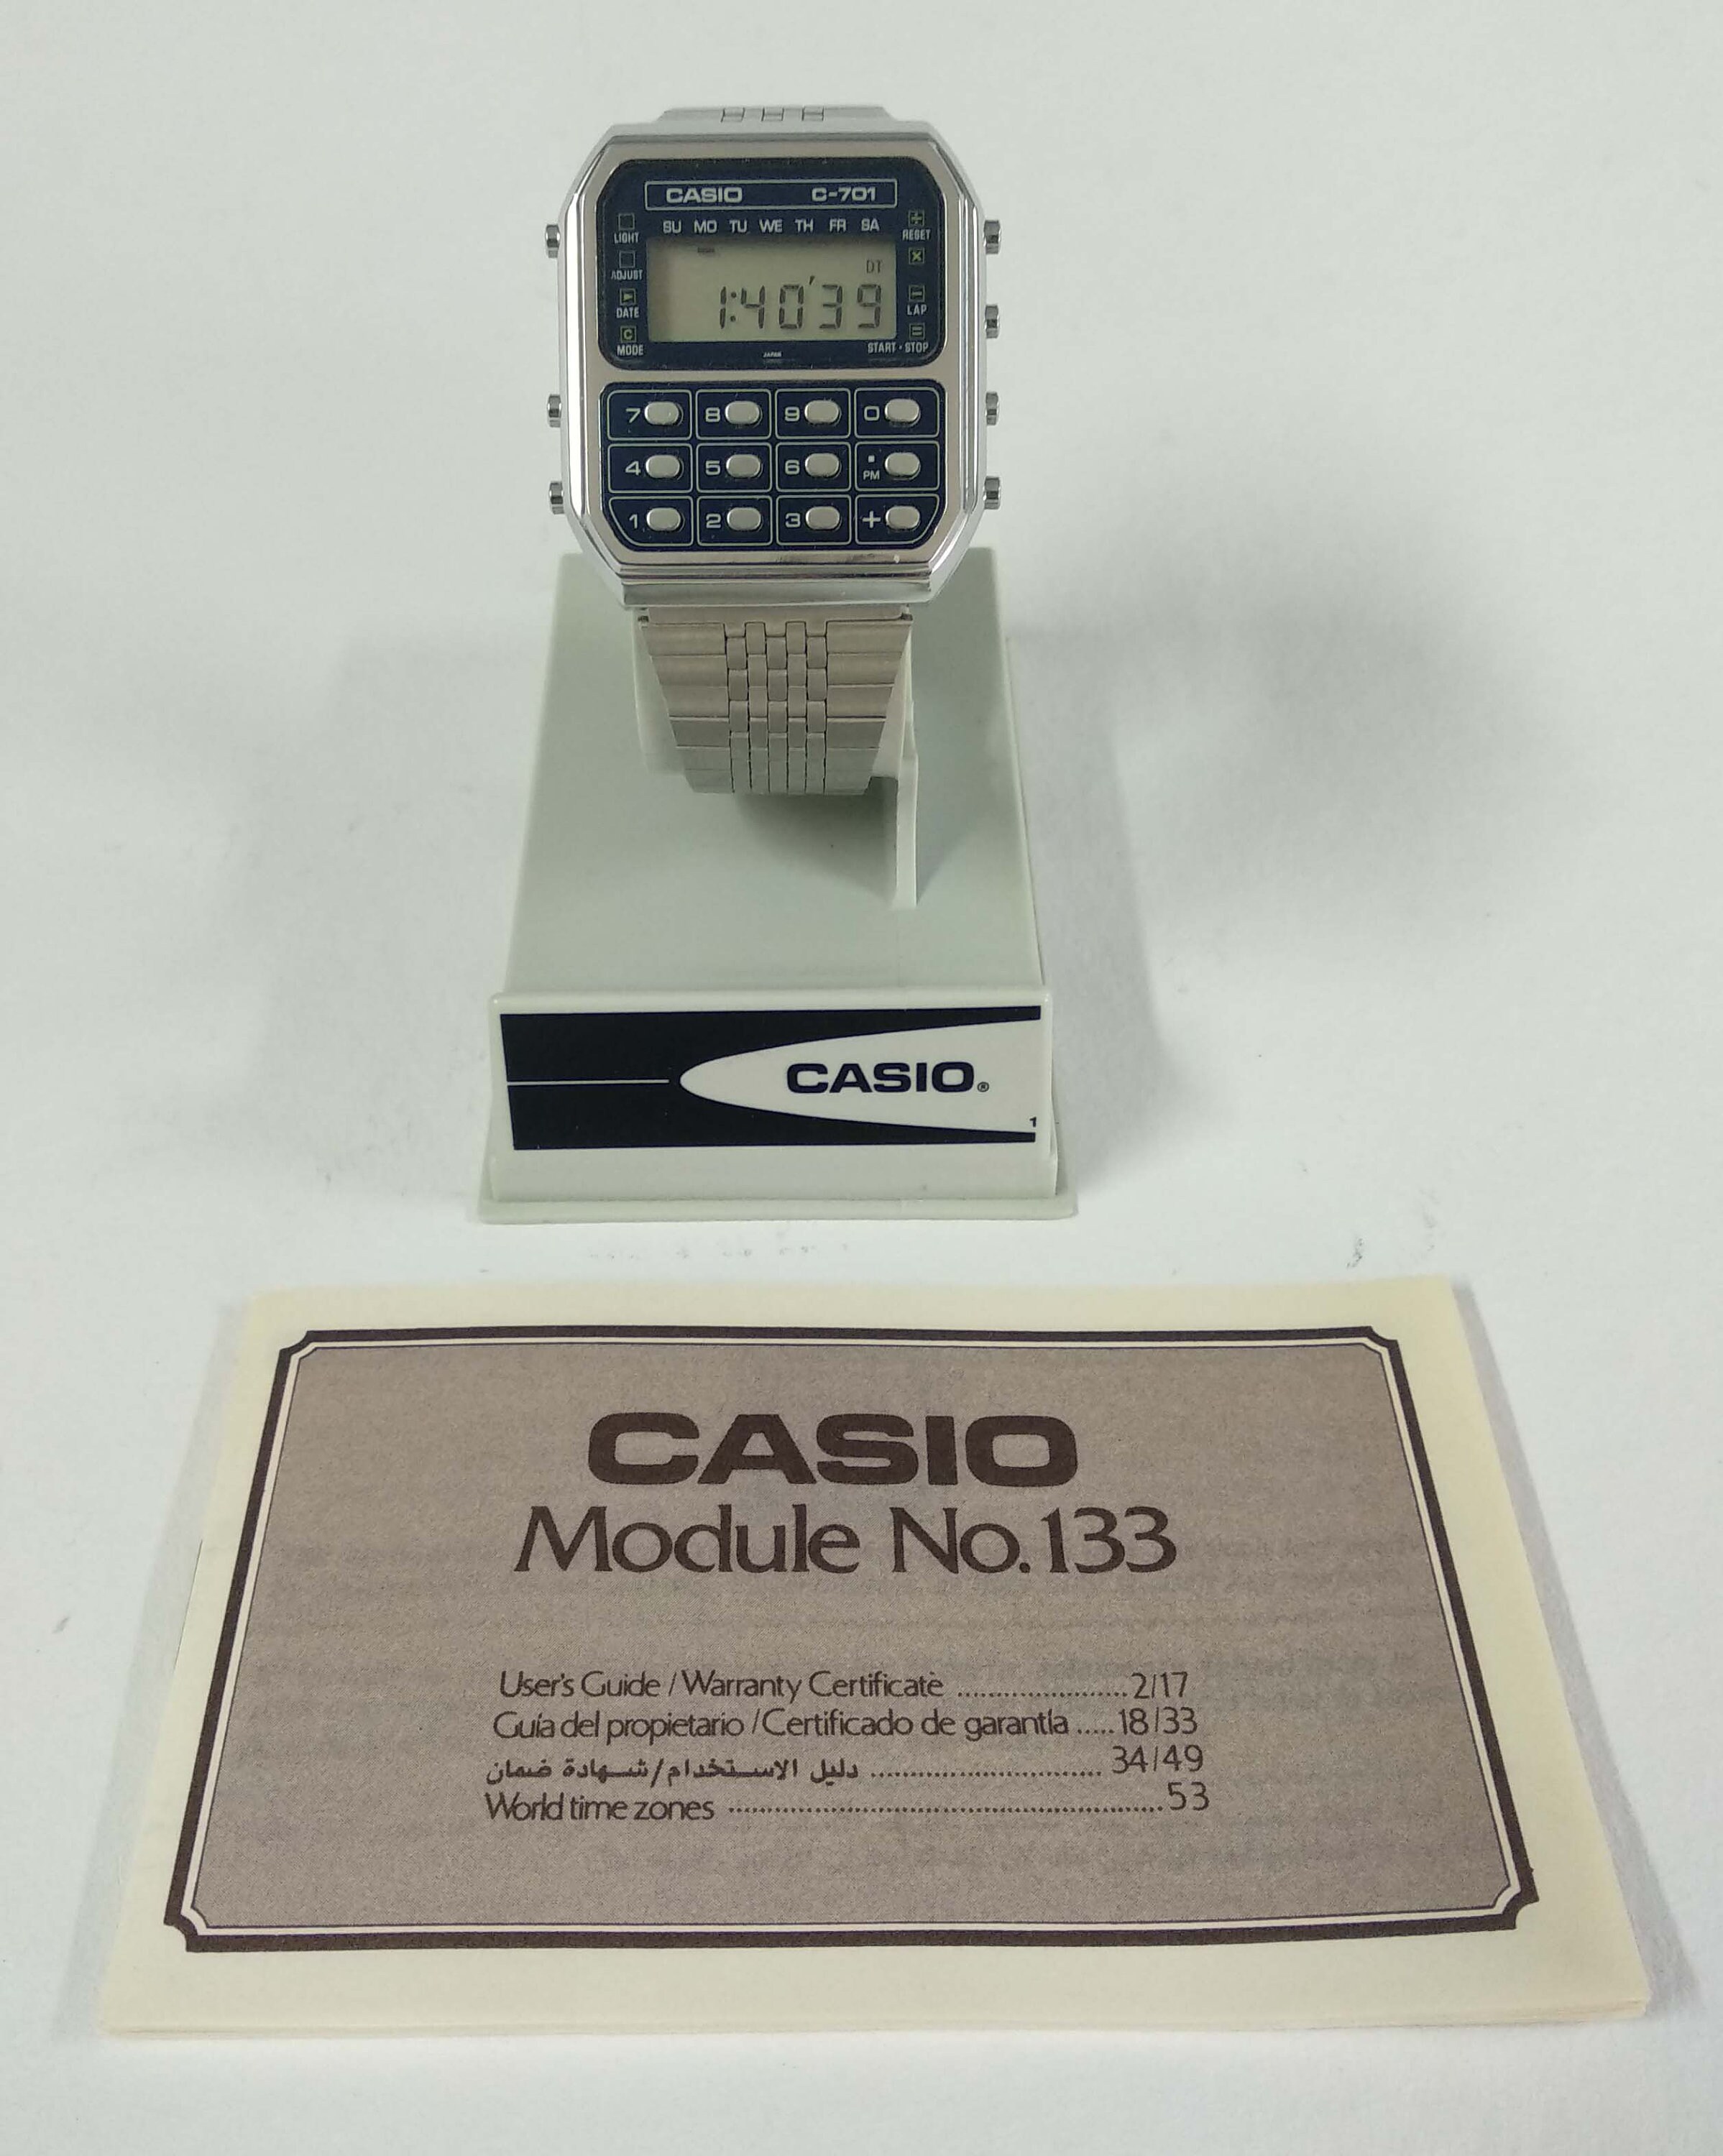 CASIO C-701
SU MO TU WE TH FR SA
LIGHT
ADJUST
DATE
C
MODE
DT
1:40'39
+
RESET
×
−
LAP
=
START • STOP
JAPAN
7 8 9 0
4 5 6 .
PM
1 2 3 +
CASIO®
1
CASIO
Module No.133
User's Guide / Warranty Certificate ......................2/17
Guía del propietario / Certificado de garantía .....18/33
دليل الاستخدام/شهادة ضمان .............................. 34/49
World time zones ........................................................53